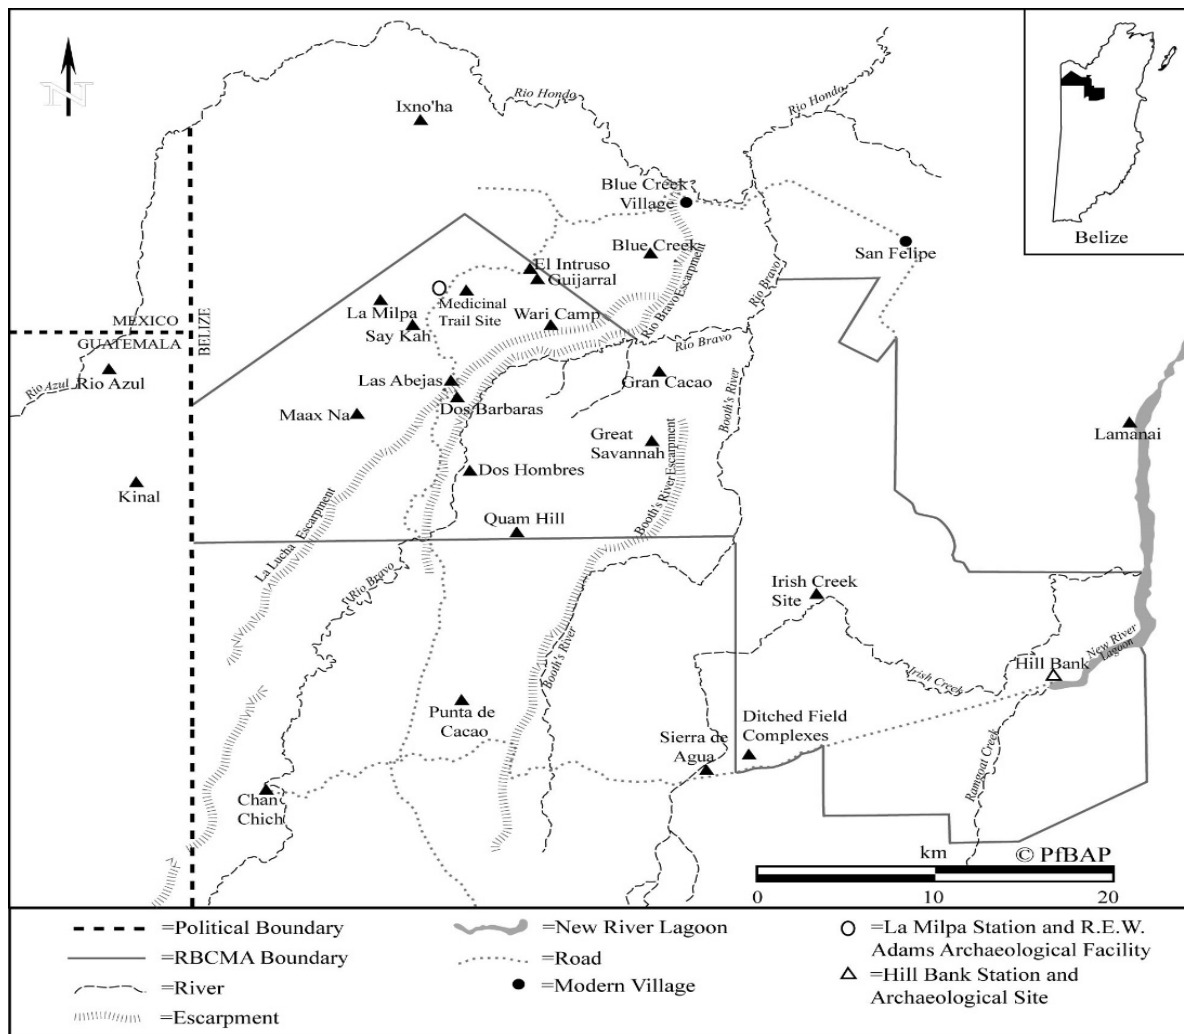 N
Ixno'ha
Rio Hondo
Rio Hondo
Blue Creek
Village
Belize
Blue Creek
San Felipe
El Intruso
Guijarral
Rio Bravo Escarpment
Rio Bravo
La Milpa
Medicinal
Trail Site
Wari Camp
Say Kah
MEXICO
GUATEMALA
BELIZE
Rio Bravo
Rio Azul
Rio Azul
Las Abejas
Gran Cacao
Dos Barbaras
Maax Na
Booth's River
Great
Savannah
Lamanai
Kinal
Dos Hombres
Booth's River Escarpment
Quam Hill
La Lucha Escarpment
Rio Bravo
Irish Creek
Site
Booth's River
Irish Creek
Hill Bank
New River
Lagoon
Punta de
Cacao
Sierra de
Agua
Ditched Field
Complexes
Ramgoat Creek
Chan
Chich
km
© PfBAP
0 10 20
=Political Boundary
=RBCMA Boundary
=River
=Escarpment
=New River Lagoon
=Road
=Modern Village
=La Milpa Station and R.E.W.
Adams Archaeological Facility
=Hill Bank Station and
Archaeological Site